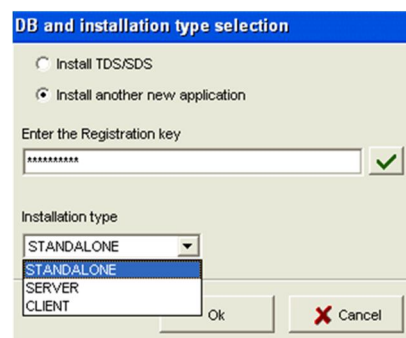 DB and installation type selection
Install TDS/SDS
Install another new application
Enter the Registration key
**********
Installation type
STANDALONE
STANDALONE
SERVER
CLIENT
Ok
Cancel